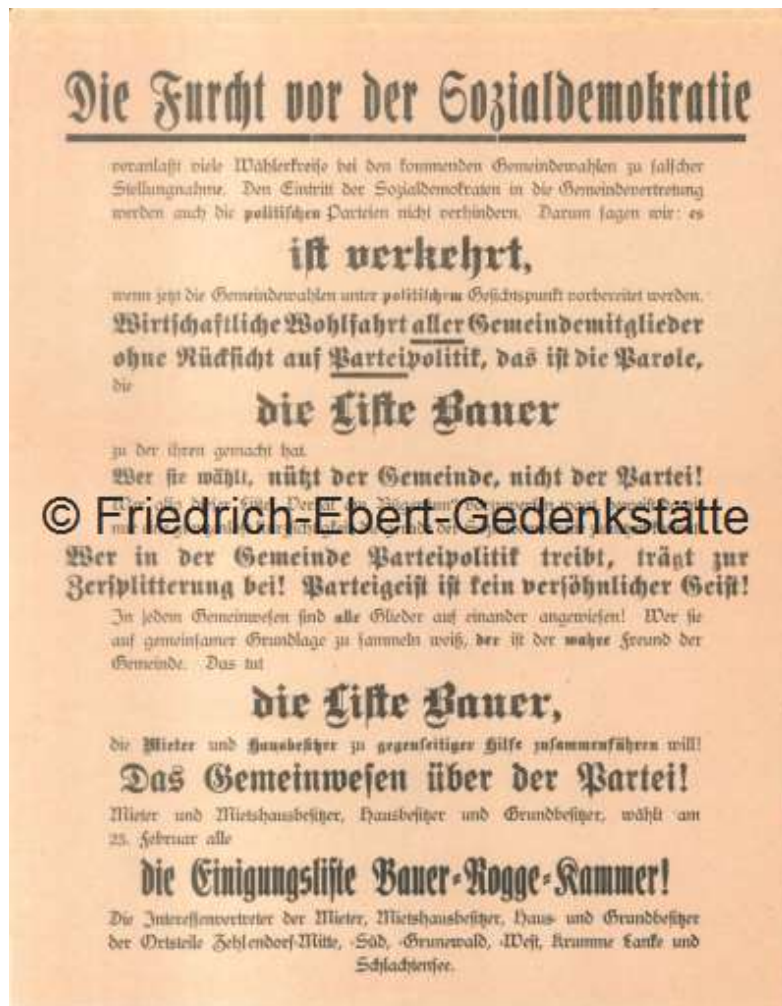 Die Furcht vor der Sozialdemokratie
veranlaßt viele Wählerkreise bei den kommenden Gemeindewahlen zu falscher
Stellungnahme. Den Eintritt der Sozialdemokraten in die Gemeindevertretung
werden auch die politischen Parteien nicht verhindern. Darum sagen wir: es
ist verkehrt,
wenn jetzt die Gemeindewahlen unter politischem Gesichtspunkt vorbereitet werden.
Wirtschaftliche Wohlfahrt aller Gemeindemitglieder
ohne Rücksicht auf Parteipolitik, das ist die Parole,
die
die Liste Bauer
zu der ihren gemacht hat.
Wer sie wählt, nützt der Gemeinde, nicht der Partei!
© Friedrich-Ebert-Gedenkstätte
Wer in der Gemeinde Parteipolitik treibt, trägt zur
Zersplitterung bei! Parteigeist ist kein versöhnlicher Geist!
In jedem Gemeinwesen sind alle Glieder auf einander angewiesen! Wer sie
auf gemeinsamer Grundlage zu sammeln weiß, der ist der wahre Freund der
Gemeinde. Das tut
die Liste Bauer,
die Mieter und Hausbesitzer zu gegenseitiger Hilfe zusammenführen will!
Das Gemeinwesen über der Partei!
Mieter und Mietshausbesitzer, Hausbesitzer und Grundbesitzer, wählt am
23. Februar alle
die Einigungsliste Bauer-Rogge-Kammer!
Die Interessenvertreter der Mieter, Mietshausbesitzer, Haus- und Grundbesitzer
der Ortsteile Zehlendorf-Mitte, -Süd, -Grunewald, -West, Krumme Lanke und
Schlachtensee.